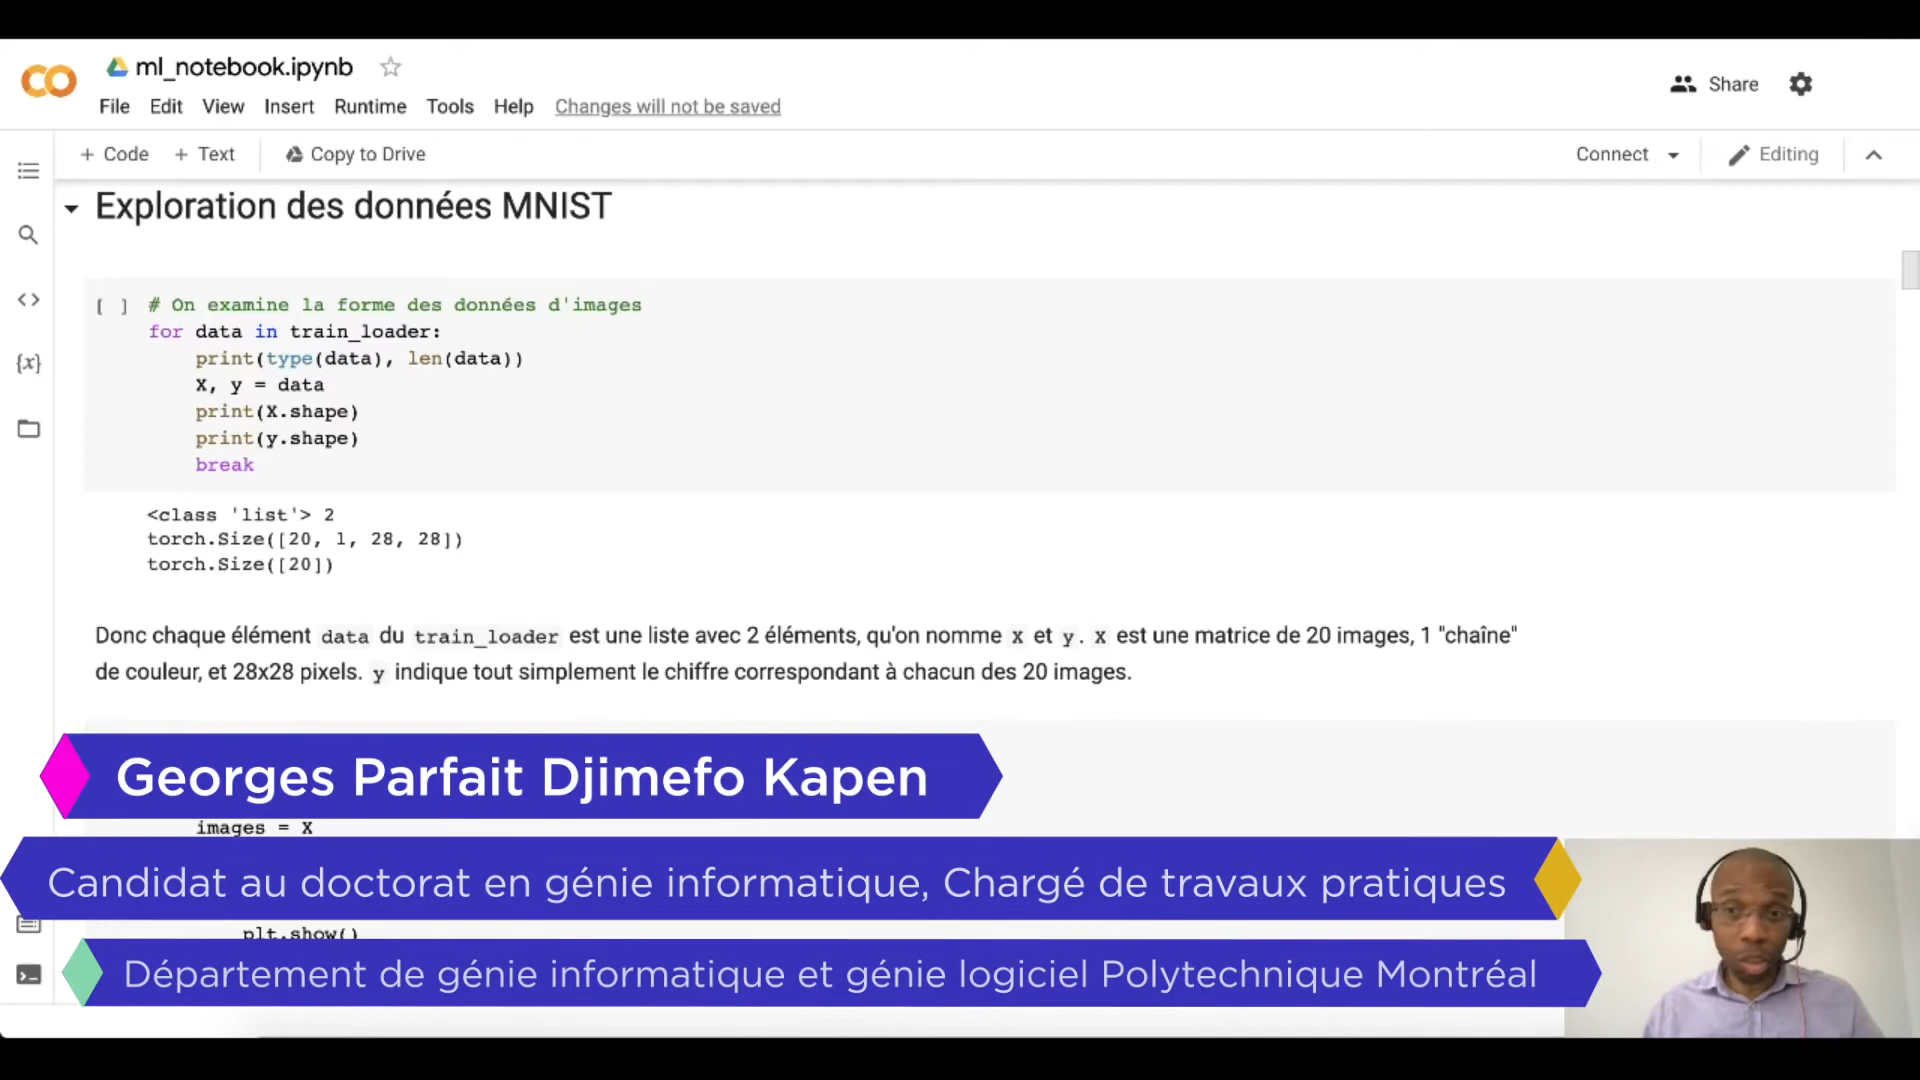 ml_notebook.ipynb
Share
File Edit View Insert Runtime Tools Help Changes will not be saved
+ Code + Text Copy to Drive Connect Editing
Exploration des données MNIST
[ ] # On examine la forme des données d'images
for data in train_loader:
print(type(data), len(data))
X, y = data
print(X.shape)
print(y.shape)
break
<class 'list'> 2
torch.Size([20, 1, 28, 28])
torch.Size([20])
Donc chaque élément data du train_loader est une liste avec 2 éléments, qu'on nomme X et y. X est une matrice de 20 images, 1 "chaîne"
de couleur, et 28x28 pixels. y indique tout simplement le chiffre correspondant à chacun des 20 images.
Georges Parfait Djimefo Kapen
images = X
Candidat au doctorat en génie informatique, Chargé de travaux pratiques
plt.show()
Département de génie informatique et génie logiciel Polytechnique Montréal